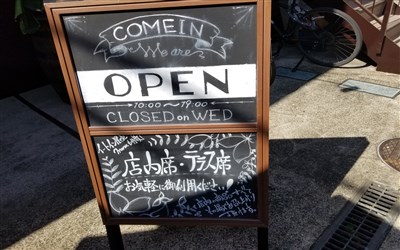 COME IN
We are
OPEN
10:00〜19:00
CLOSED on WED
店内席・テラス席
お気軽に御利用ください